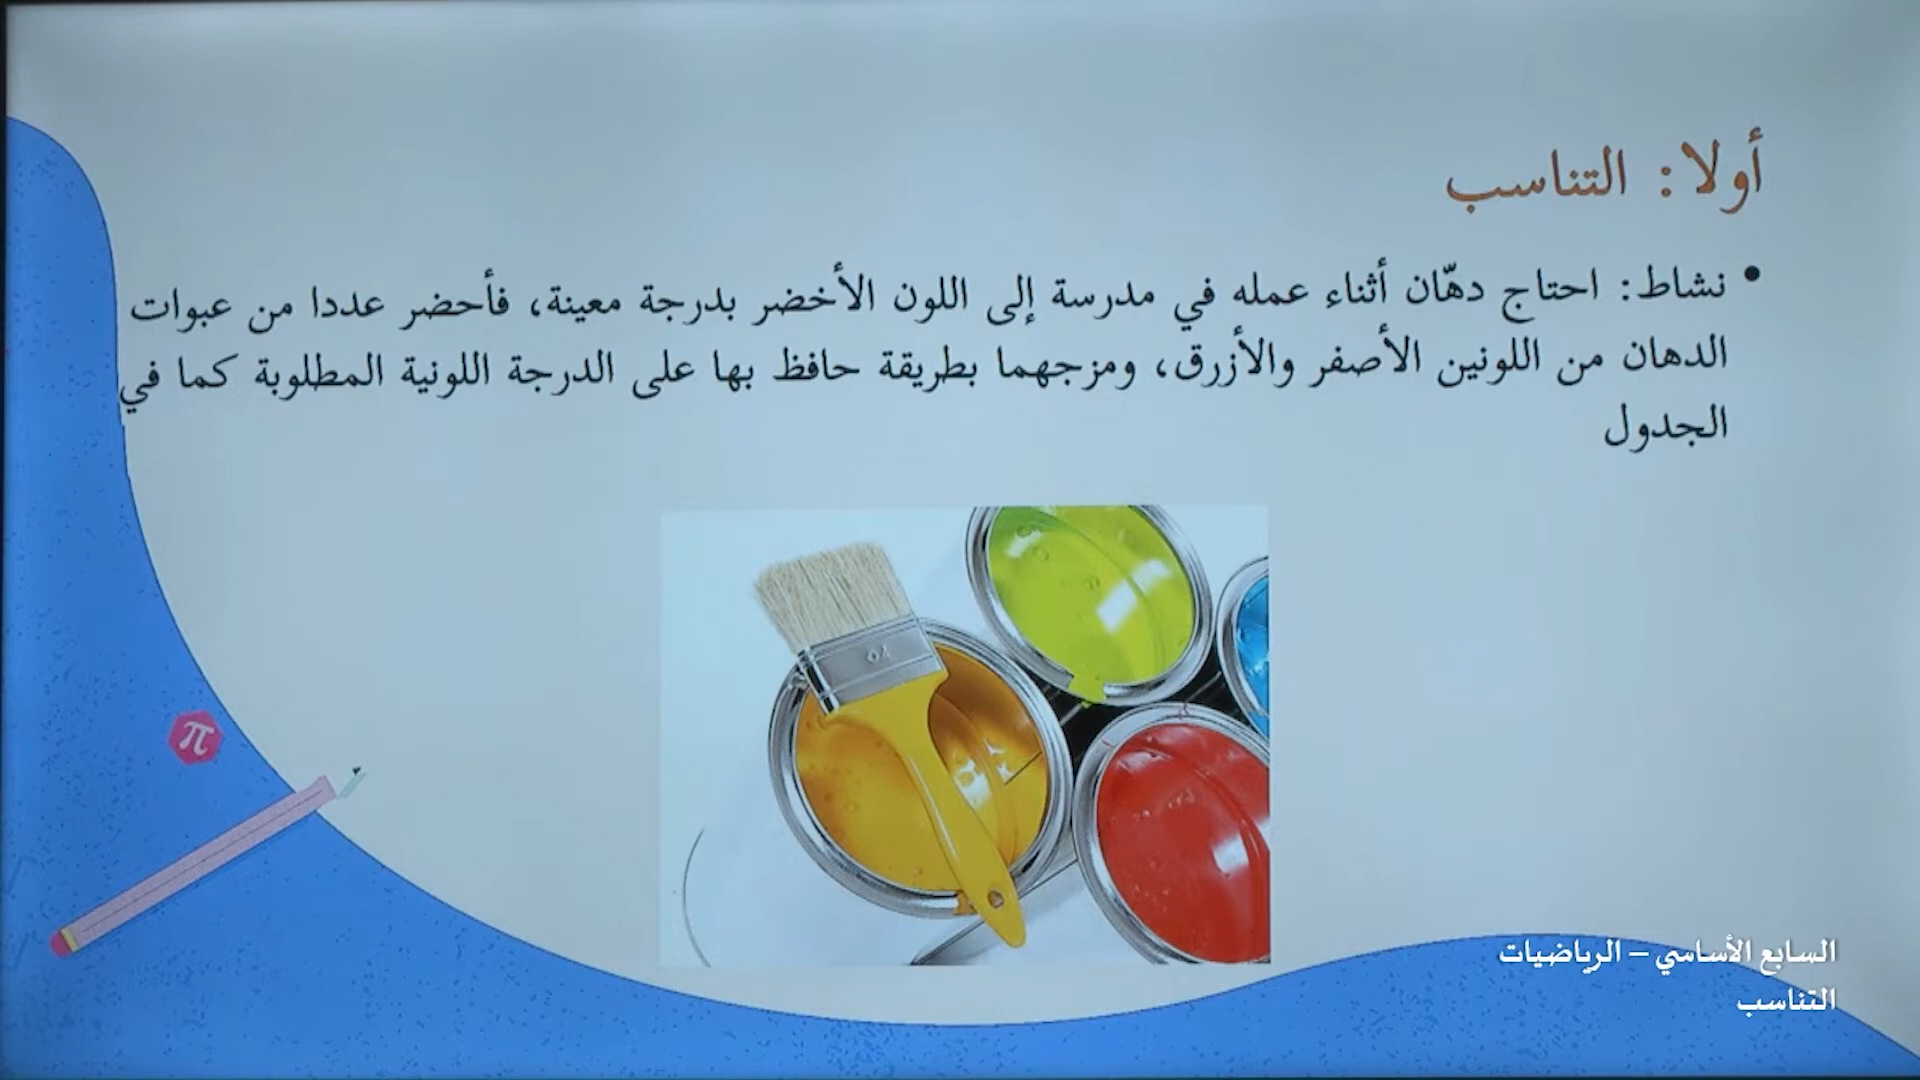 أولا: التناسب
• نشاط: احتاج دهّان أثناء عمله في مدرسة إلى اللون الأخضر بدرجة معينة، فأحضر عددا من عبوات
الدهان من اللونين الأصفر والأزرق، ومزجهما بطريقة حافظ بها على الدرجة اللونية المطلوبة كما في
الجدول
π
السابع الأساسي – الرياضيات
التناسب